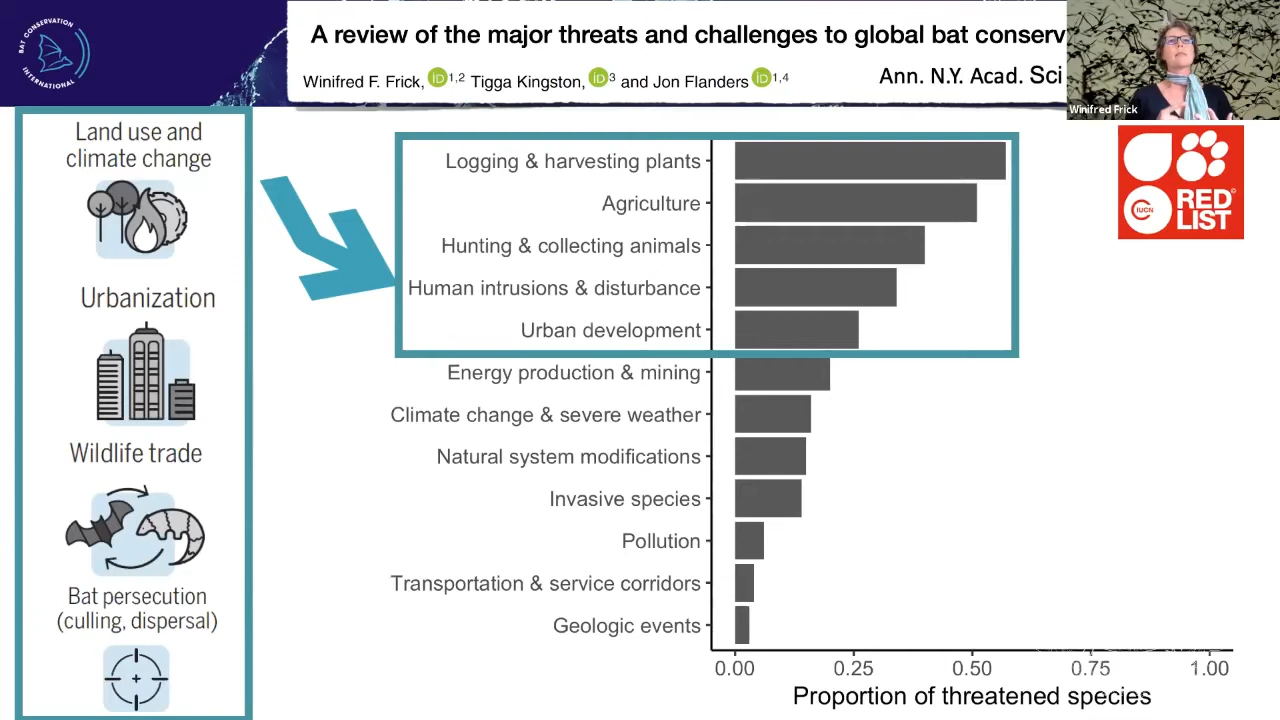 BAT CONSERVATION
INTERNATIONAL
A review of the major threats and challenges to global bat conserv
Winifred F. Frick, iD 1,2 Tigga Kingston, iD 3 and Jon Flanders iD 1,4
Ann. N.Y. Acad. Sci
Winifred Frick
Land use and
climate change
Urbanization
Wildlife trade
Bat persecution
(culling, dispersal)
Logging & harvesting plants
Agriculture
Hunting & collecting animals
Human intrusions & disturbance
Urban development
Energy production & mining
Climate change & severe weather
Natural system modifications
Invasive species
Pollution
Transportation & service corridors
Geologic events
0.00 0.25 0.50 0.75 1.00
Proportion of threatened species
IUCN
RED
LIST
©